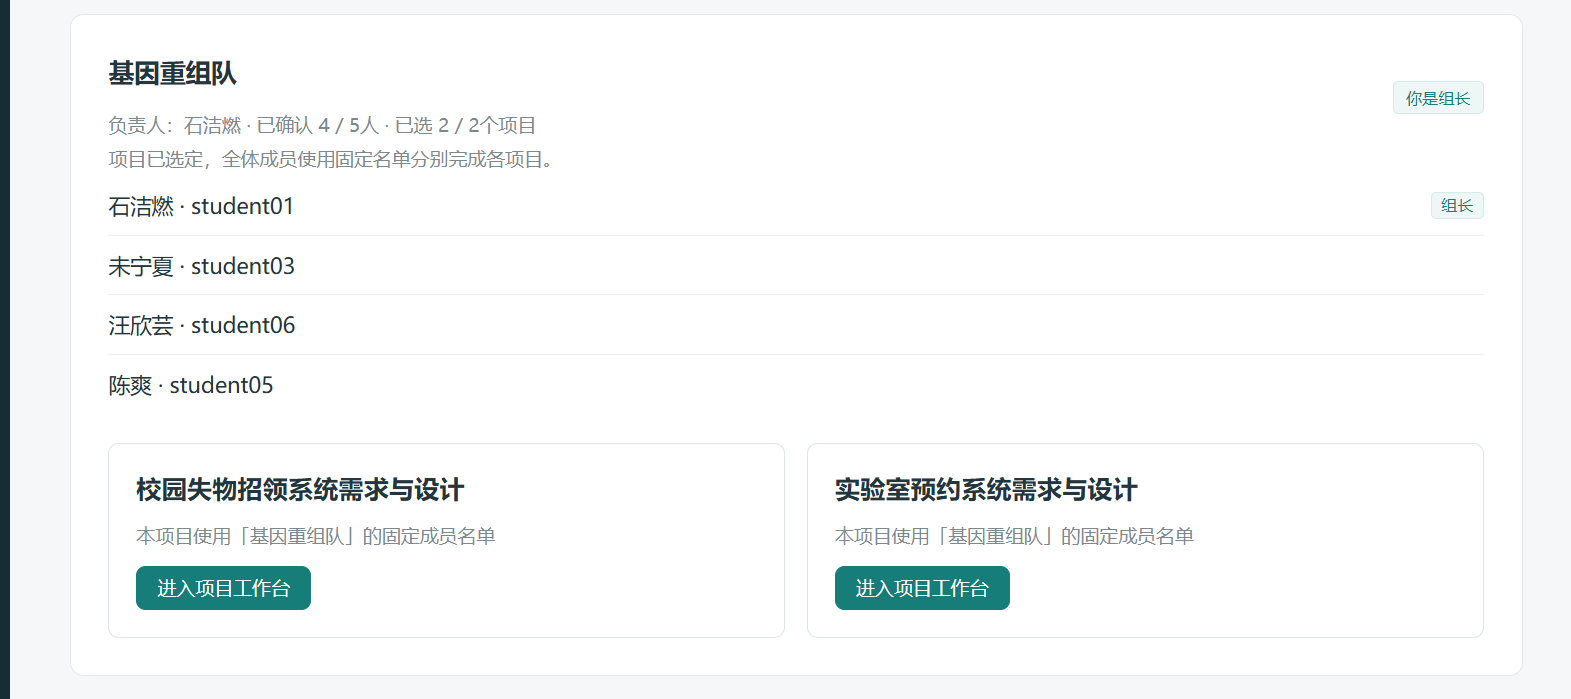 基因重组队
你是组长
负责人：石洁燃 · 已确认 4 / 5人 · 已选 2 / 2个项目
项目已选定，全体成员使用固定名单分别完成各项目。
石洁燃 · student01
组长
未宁夏 · student03
汪欣芸 · student06
陈爽 · student05
校园失物招领系统需求与设计
本项目使用「基因重组队」的固定成员名单
进入项目工作台
实验室预约系统需求与设计
本项目使用「基因重组队」的固定成员名单
进入项目工作台